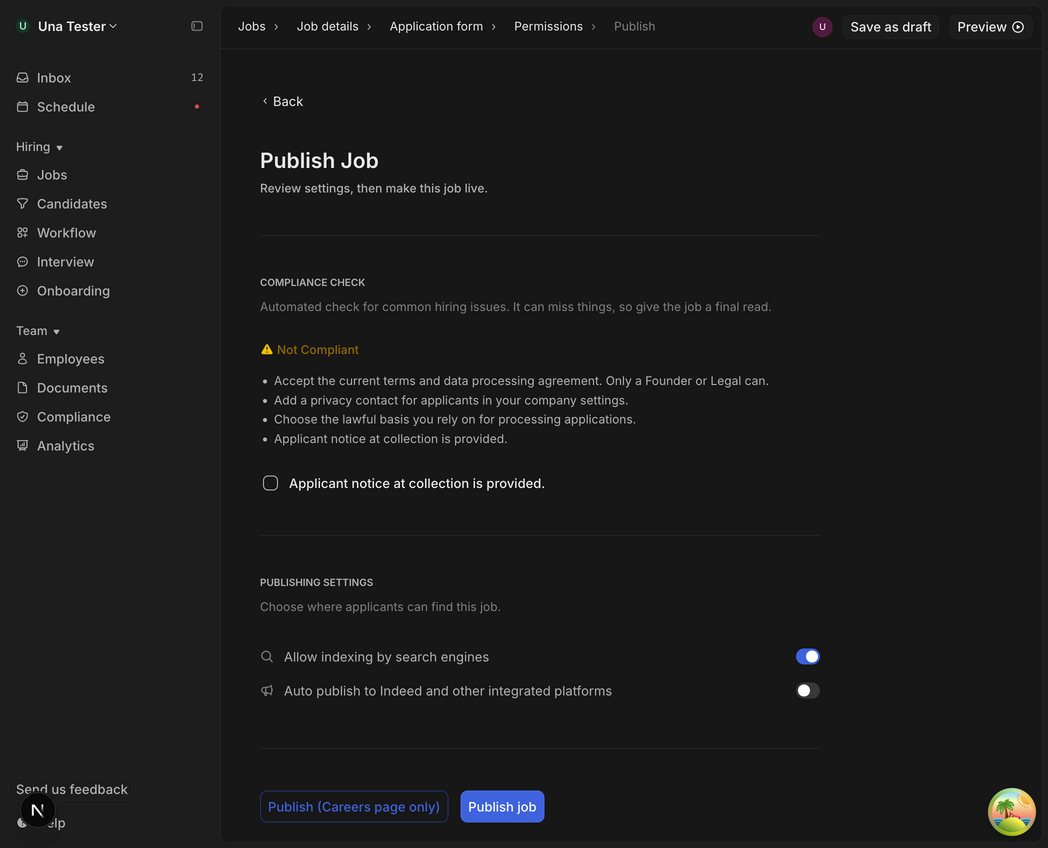 U Una Tester
Inbox 12
Schedule
Hiring
Jobs
Candidates
Workflow
Interview
Onboarding
Team
Employees
Documents
Compliance
Analytics
Send us feedback
N
Jobs › Job details › Application form › Permissions › Publish
U
Save as draft
Preview
‹ Back
Publish Job
Review settings, then make this job live.
COMPLIANCE CHECK
Automated check for common hiring issues. It can miss things, so give the job a final read.
Not Compliant
• Accept the current terms and data processing agreement. Only a Founder or Legal can.
• Add a privacy contact for applicants in your company settings.
• Choose the lawful basis you rely on for processing applications.
• Applicant notice at collection is provided.
Applicant notice at collection is provided.
PUBLISHING SETTINGS
Choose where applicants can find this job.
Allow indexing by search engines
Auto publish to Indeed and other integrated platforms
Publish (Careers page only)
Publish job